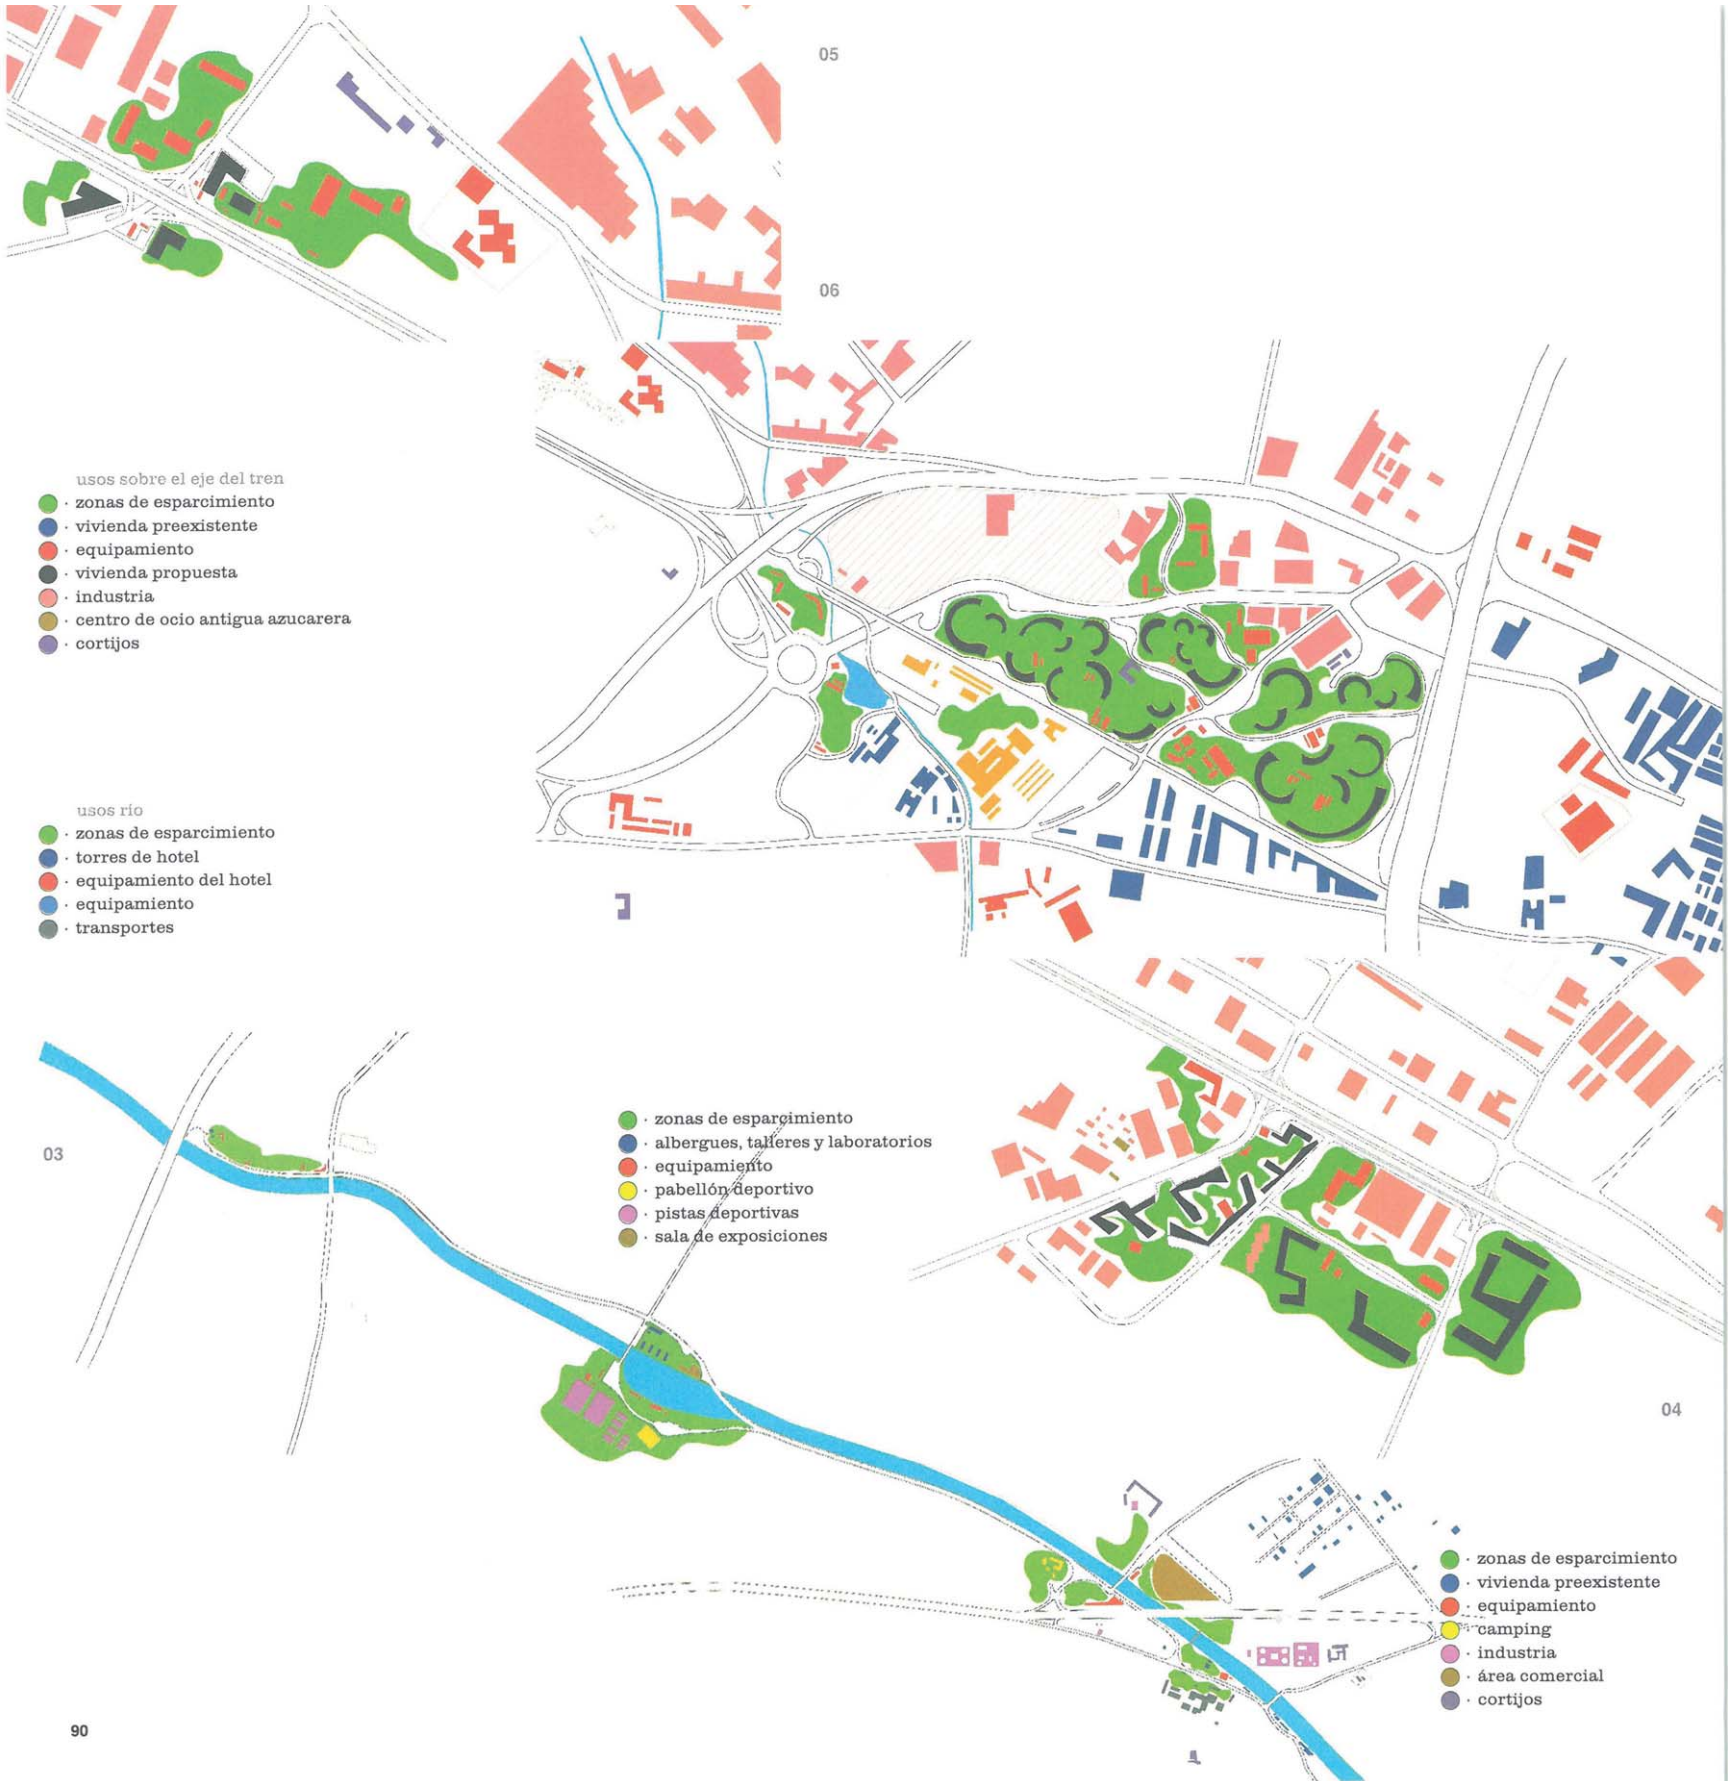 05
06
usos sobre el eje del tren
· zonas de esparcimiento
· vivienda preexistente
· equipamiento
· vivienda propuesta
· industria
· centro de ocio antigua azucarera
· cortijos
usos río
· zonas de esparcimiento
· torres de hotel
· equipamiento del hotel
· equipamiento
· transportes
03
· zonas de esparcimiento
· albergues, talleres y laboratorios
· equipamiento
· pabellón deportivo
· pistas deportivas
· sala de exposiciones
04
· zonas de esparcimiento
· vivienda preexistente
· equipamiento
· camping
· industria
· área comercial
· cortijos
90